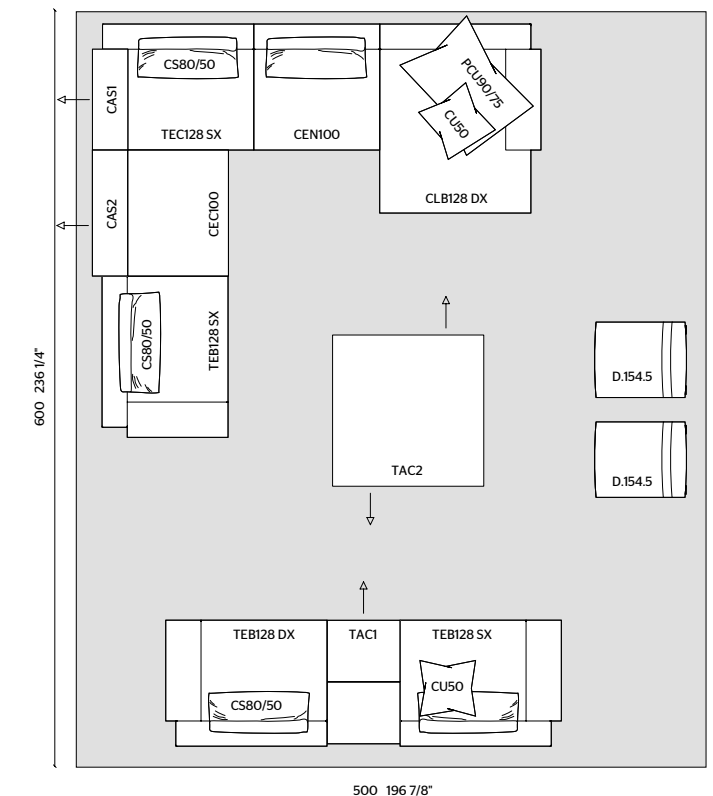 CS80/50
PCU90/75
CAS1
CU50
TEC128 SX
CEN100
CLB128 DX
CAS2
CEC100
CS80/50
TEB128 SX
600 236 1/4"
D.154.5
TAC2
D.154.5
TEB128 DX
TAC1
TEB128 SX
CU50
CS80/50
500 196 7/8"